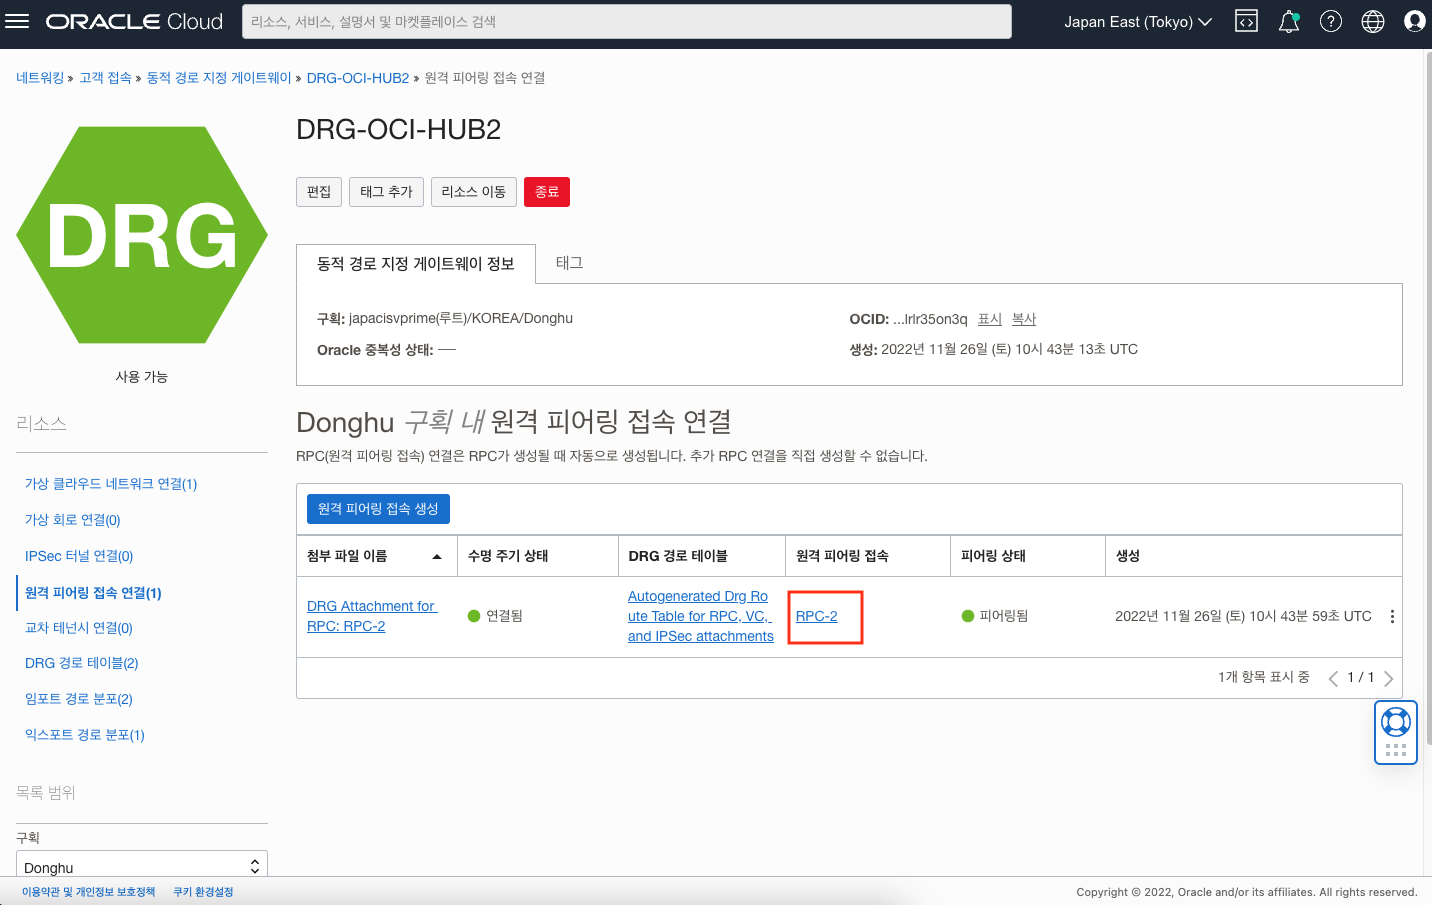 ORACLE Cloud
리소스, 서비스, 설명서 및 마켓플레이스 검색
Japan East (Tokyo)
네트워킹 » 고객 접속 » 동적 경로 지정 게이트웨이 » DRG-OCI-HUB2 » 원격 피어링 접속 연결
DRG
사용 가능
DRG-OCI-HUB2
편집 태그 추가 리소스 이동 종료
동적 경로 지정 게이트웨이 정보 태그
구획: japacisvprime(루트)/KOREA/Donghu
Oracle 중복성 상태: —
OCID: ...lrlr35on3q 표시 복사
생성: 2022년 11월 26일 (토) 10시 43분 13초 UTC
리소스
가상 클라우드 네트워크 연결(1)
가상 회로 연결(0)
IPSec 터널 연결(0)
원격 피어링 접속 연결(1)
교차 테넌시 연결(0)
DRG 경로 테이블(2)
임포트 경로 분포(2)
익스포트 경로 분포(1)
목록 범위
구획
Donghu
Donghu 구획 내 원격 피어링 접속 연결
RPC(원격 피어링 접속) 연결은 RPC가 생성될 때 자동으로 생성됩니다. 추가 RPC 연결을 직접 생성할 수 없습니다.
원격 피어링 접속 생성
첨부 파일 이름 수명 주기 상태 DRG 경로 테이블 원격 피어링 접속 피어링 상태 생성
DRG Attachment for
RPC: RPC-2
연결됨
Autogenerated Drg Ro
ute Table for RPC, VC,
and IPSec attachments
RPC-2
피어링됨
2022년 11월 26일 (토) 10시 43분 59초 UTC
1개 항목 표시 중 1 / 1
이용약관 및 개인정보 보호정책 쿠키 환경설정
Copyright © 2022, Oracle and/or its affiliates. All rights reserved.